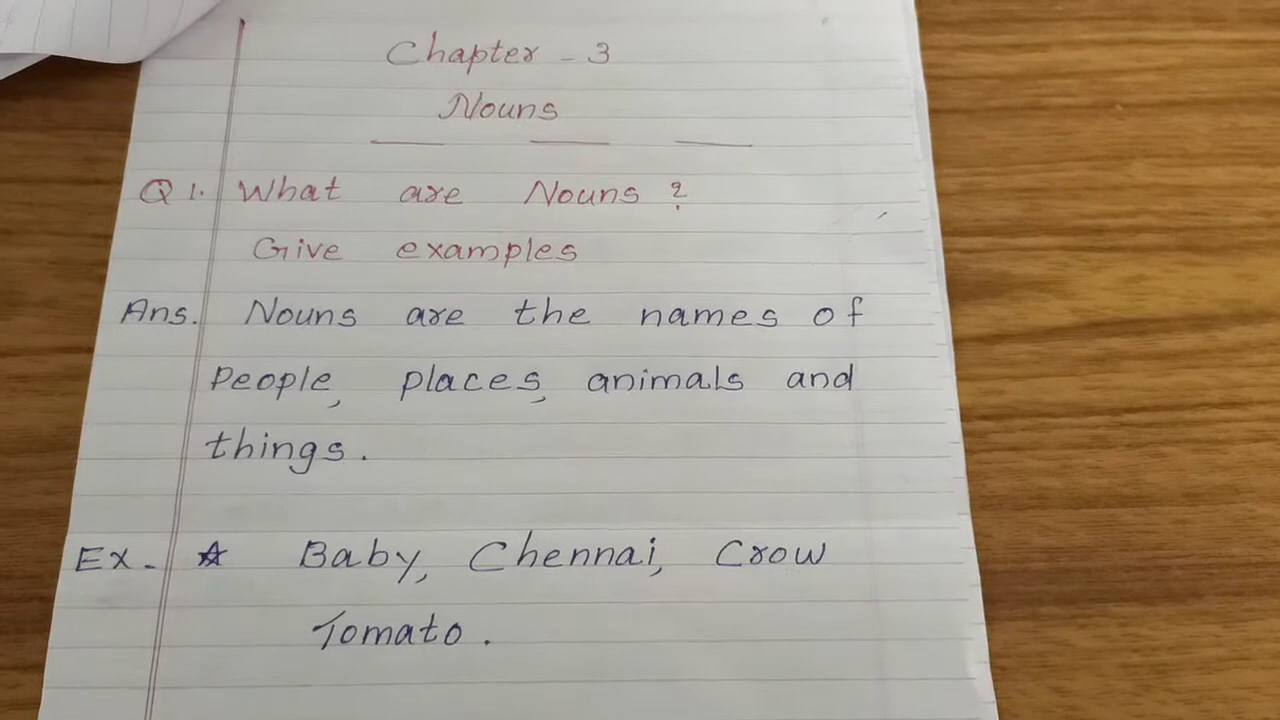 Chapter - 3
Nouns
Q 1. What are Nouns ?
Give examples
Ans. Nouns are the names of
People, places, animals and
things.
Ex. ☆ Baby, Chennai, Crow
Tomato.